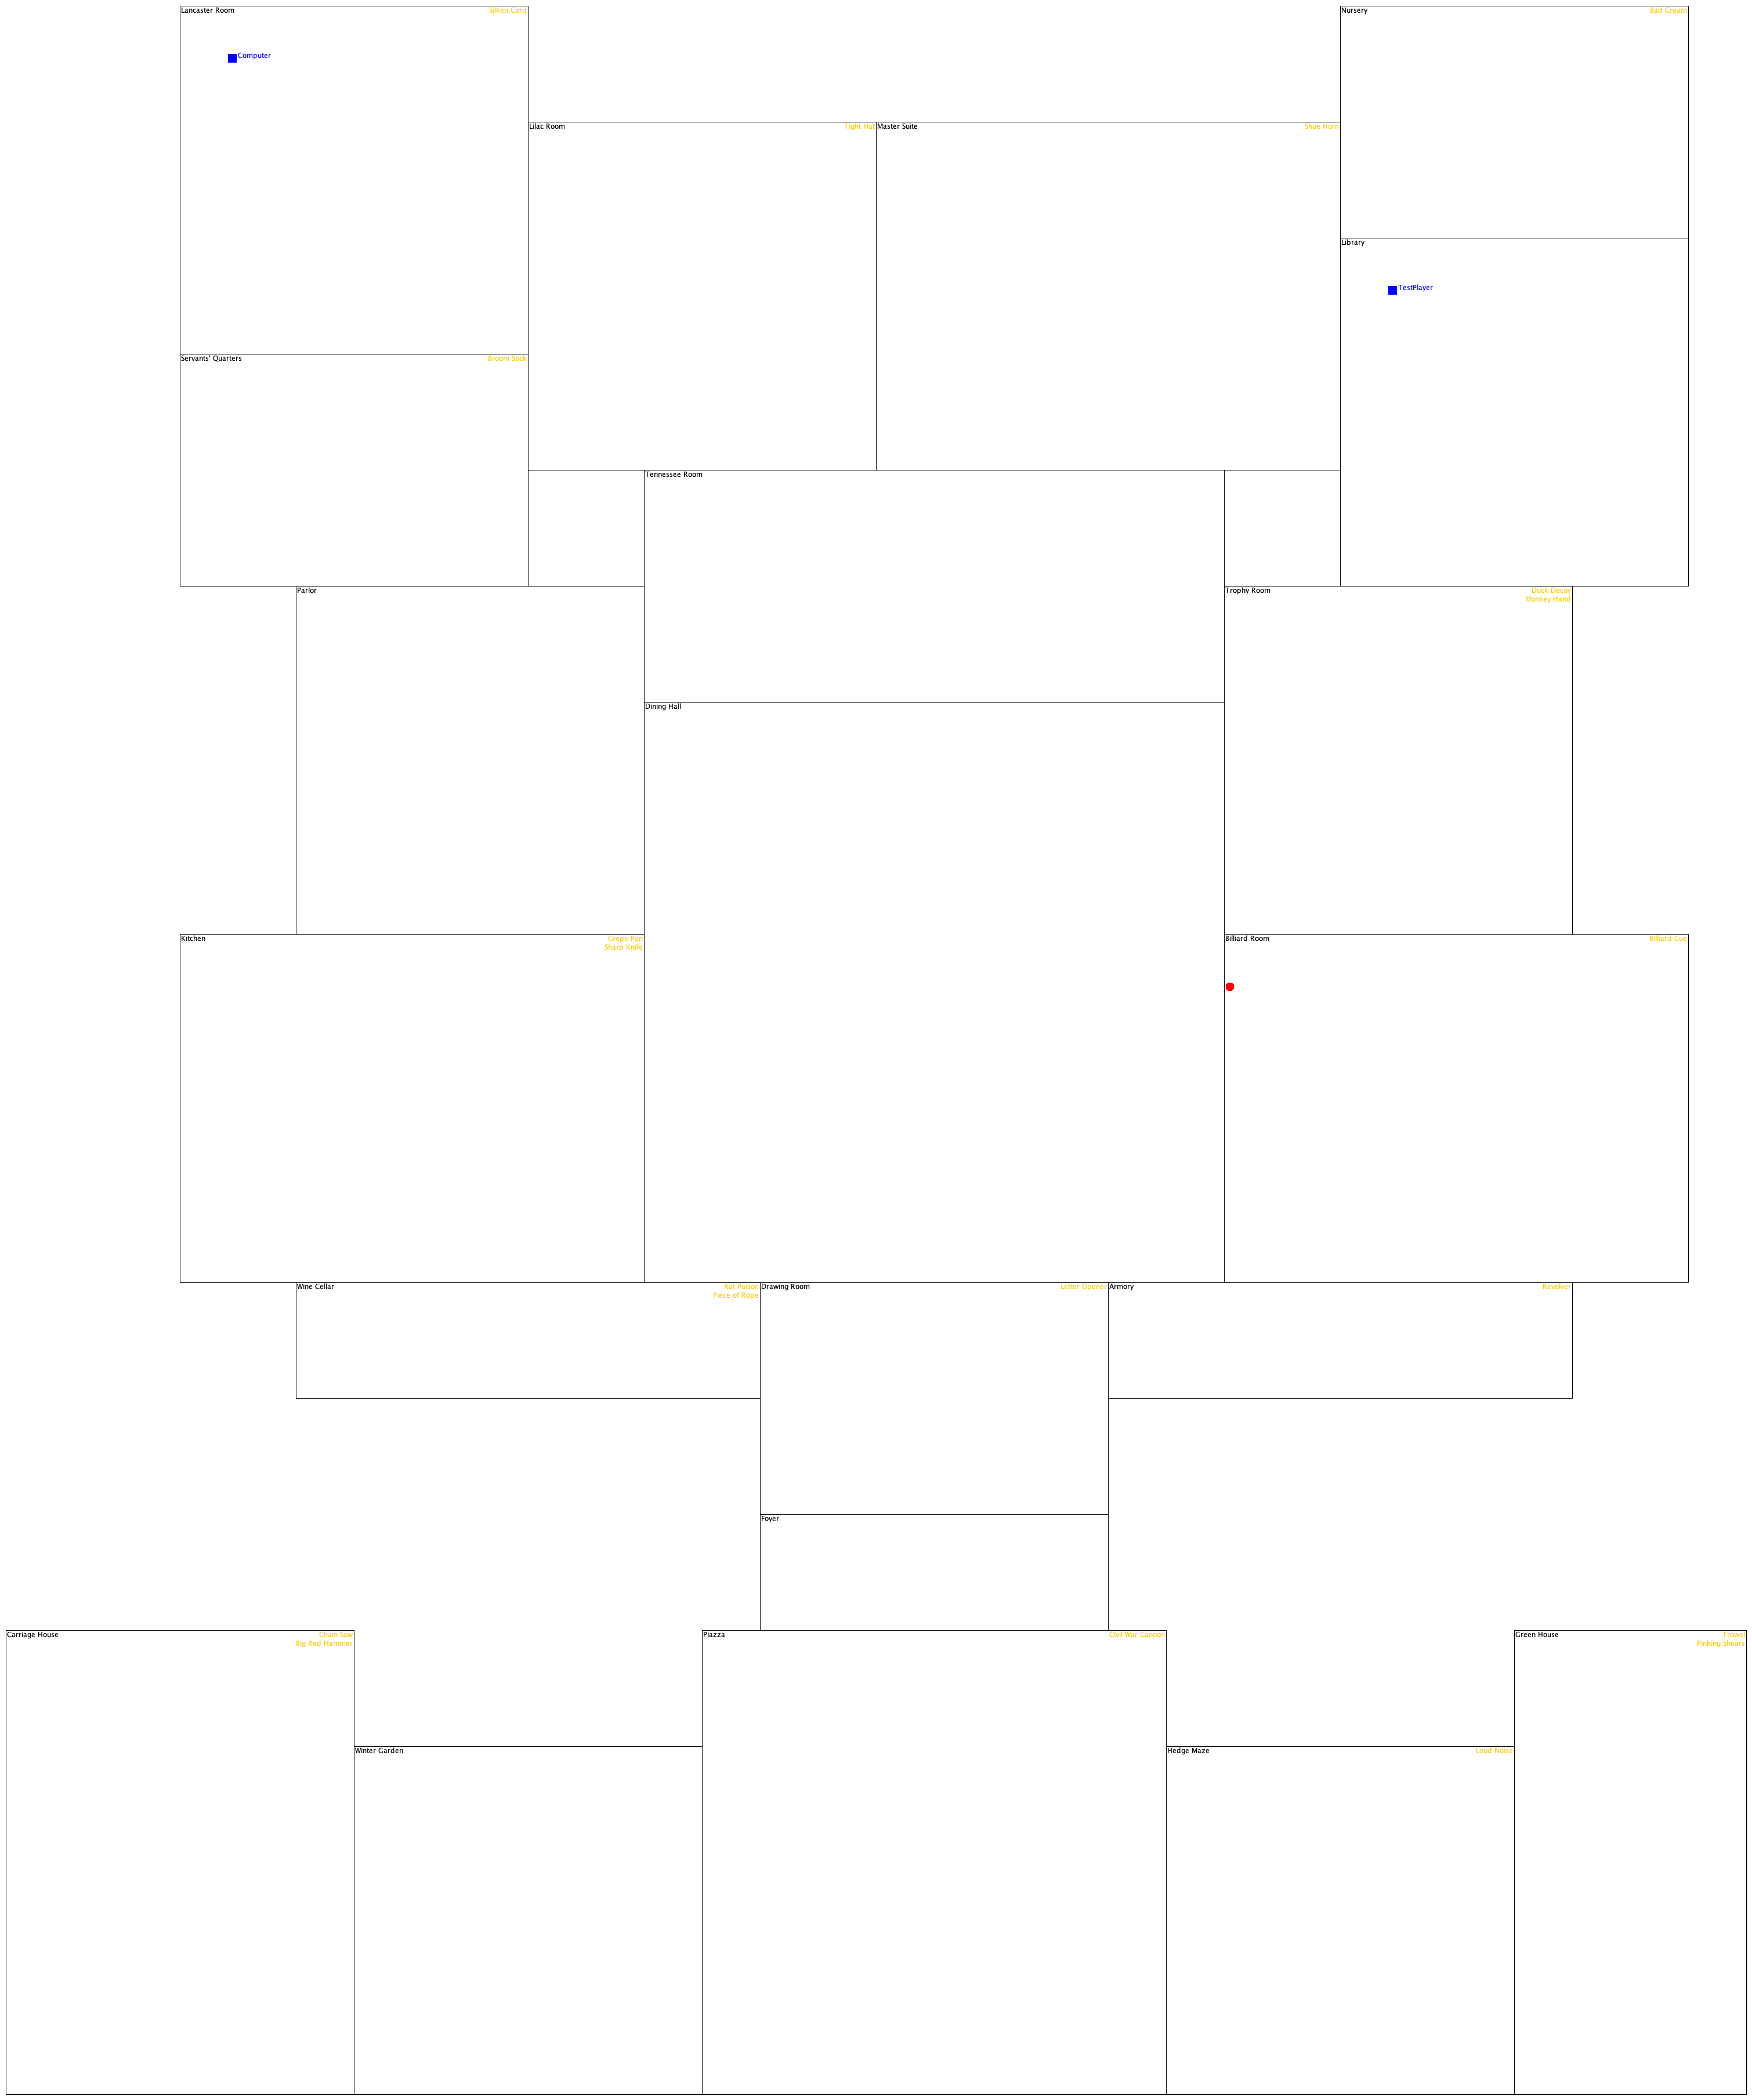 Lancaster Room
Silken Cord
Nursery
Bad Cream
Computer
Lilac Room
Tight Hat
Master Suite
Shoe Horn
Library
TestPlayer
Servants' Quarters
Broom Stick
Tennessee Room
Parlor
Trophy Room
Duck Decoy
Monkey Hand
Dining Hall
Kitchen
Crepe Pan
Sharp Knife
Billiard Room
Billiard Cue
Wine Cellar
Rat Poison
Piece of Rope
Drawing Room
Letter Opener
Armory
Revolver
Foyer
Carriage House
Chain Saw
Big Red Hammer
Piazza
Civil War Cannon
Green House
Trowel
Pinking Shears
Winter Garden
Hedge Maze
Loud Noise